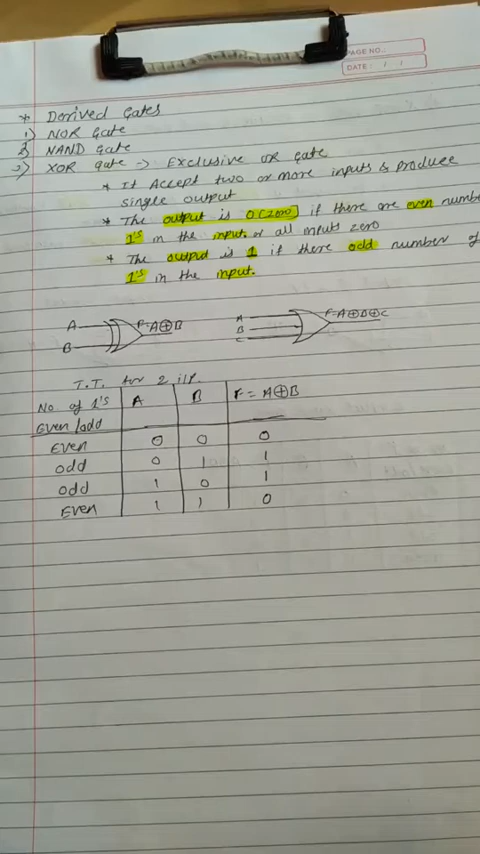 PAGE NO.:
DATE: / /
* Derived Gates
1) NOR Gate
2) NAND Gate
3) XOR gate -> Exclusive OR gate
* It Accept two or more inputs & produce
single output
* The output is 0(zero) if there are even number
1's in the input. or all inputs zero
* The output is 1 if there odd number of
1's in the input.
A B F=A⊕B
A B C F=A⊕B⊕C
T.T. for 2 i/p.
No. of 1's A B F = A⊕B
Even/odd
Even 0 0 0
odd 0 1 1
odd 1 0 1
Even 1 1 0